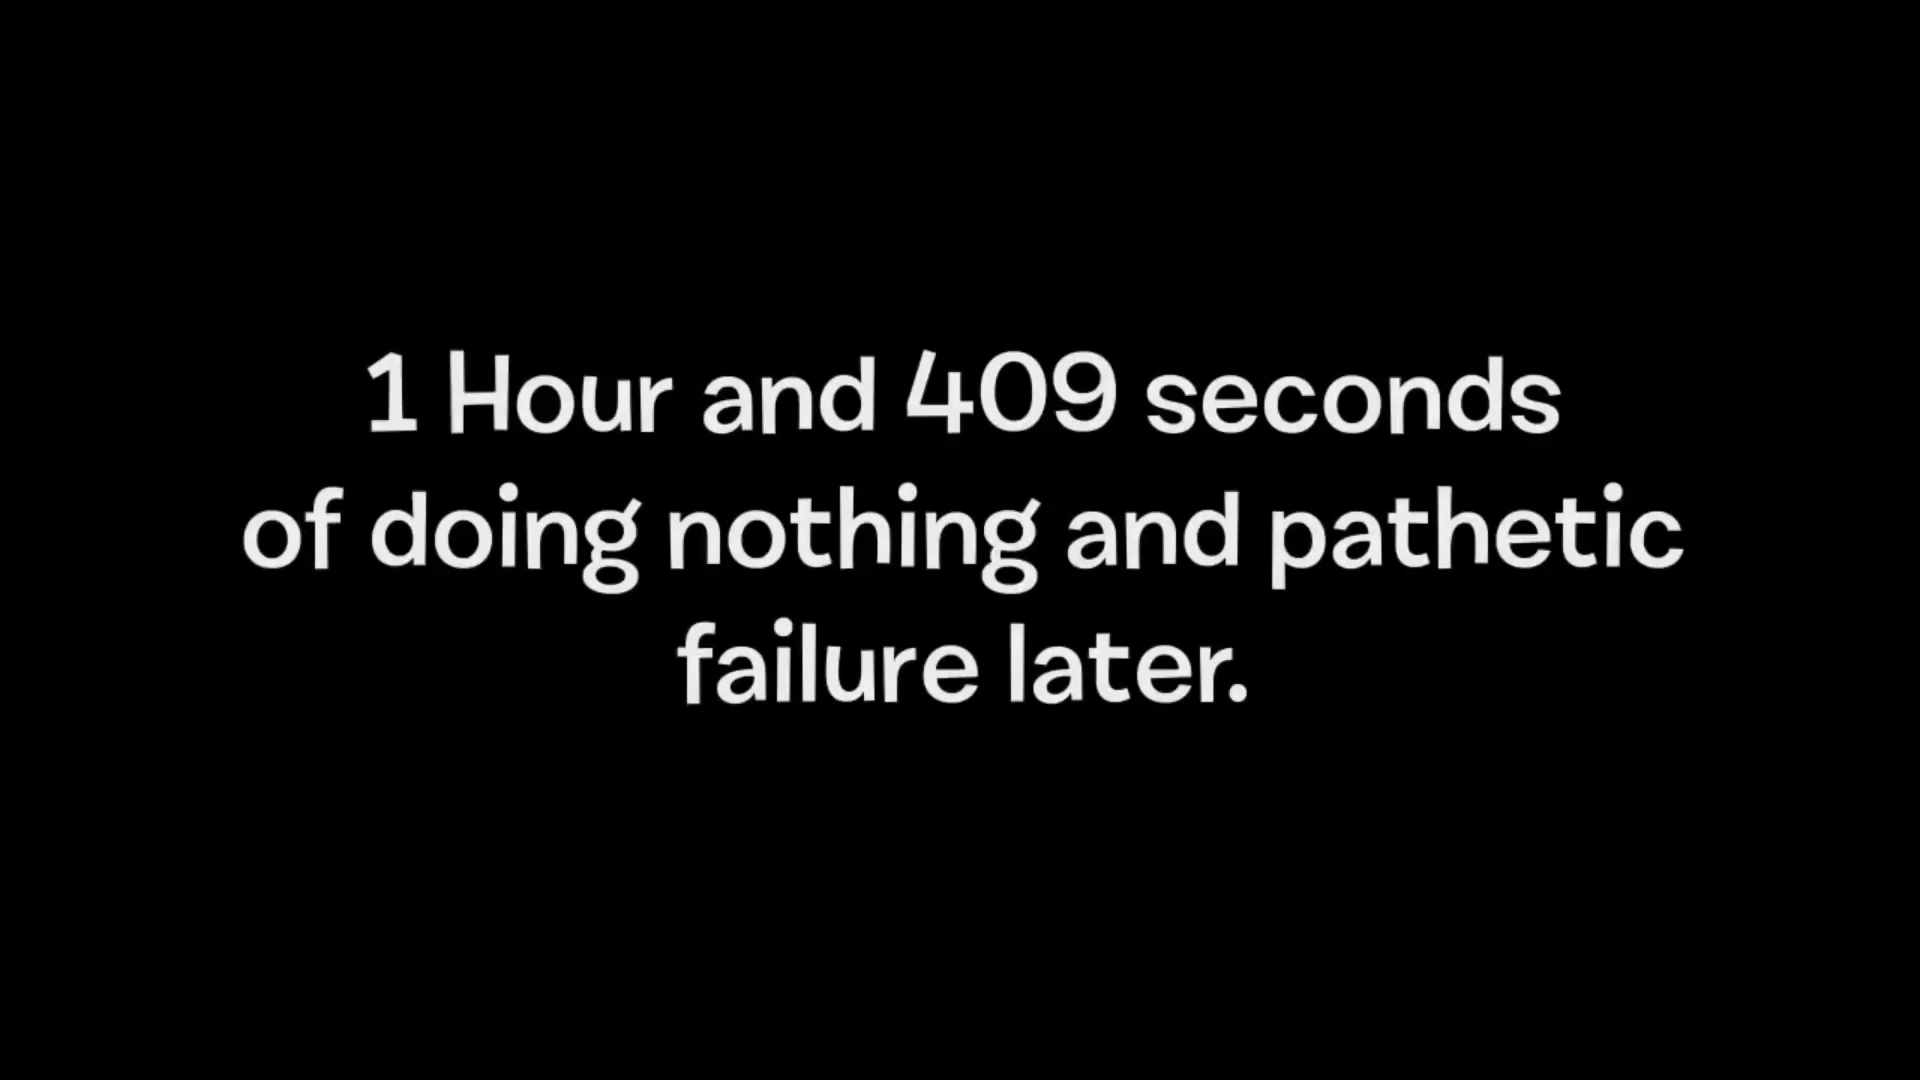 1 Hour and 409 seconds
of doing nothing and pathetic
failure later.